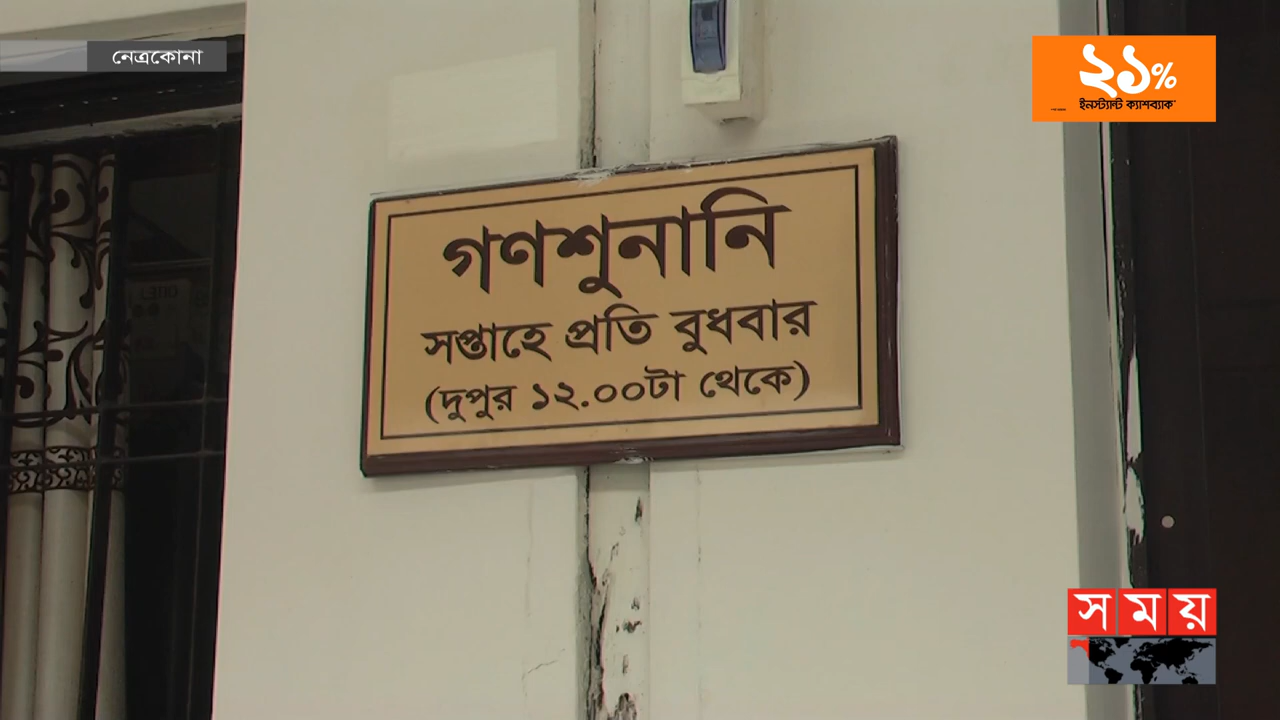 নেত্রকোনা
২১%
ইনস্ট্যান্ট ক্যাশব্যাক*
গণশুনানি
সপ্তাহে প্রতি বুধবার
(দুপুর ১২.০০টা থেকে)
সময়